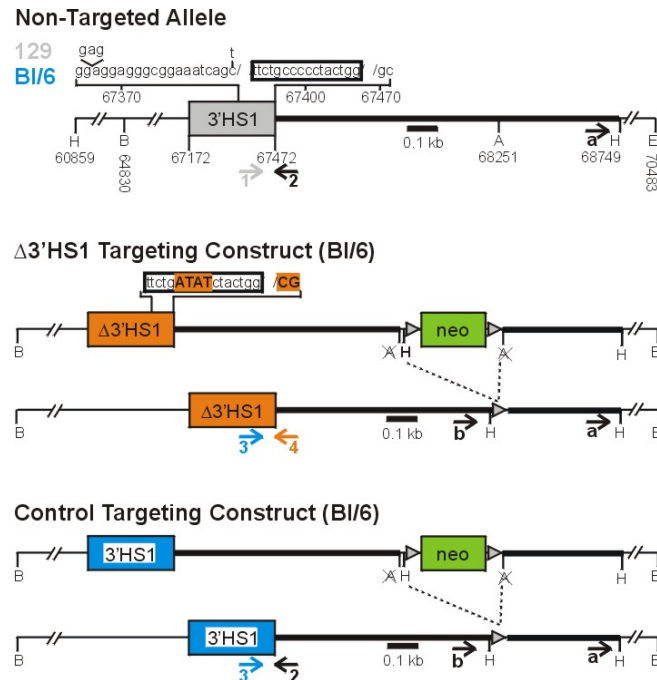 Non-Targeted Allele
129
Bl/6
gag
t
ggaggagggcggaaatcagc/ /ttctgcccccctactgg/ /gc
67370 67400 67470
3'HS1
H B A a H E
60859 64830 67172 67472 0.1 kb 68251 68749 70483
1 2
Δ3'HS1 Targeting Construct (Bl/6)
ttctgATATctactgg /CG
Δ3'HS1 neo
B A H A H E
Δ3'HS1
B 3 4 0.1 kb b H a H E
Control Targeting Construct (Bl/6)
3'HS1 neo
B A H A H E
3'HS1
B 3 2 0.1 kb b H a H E